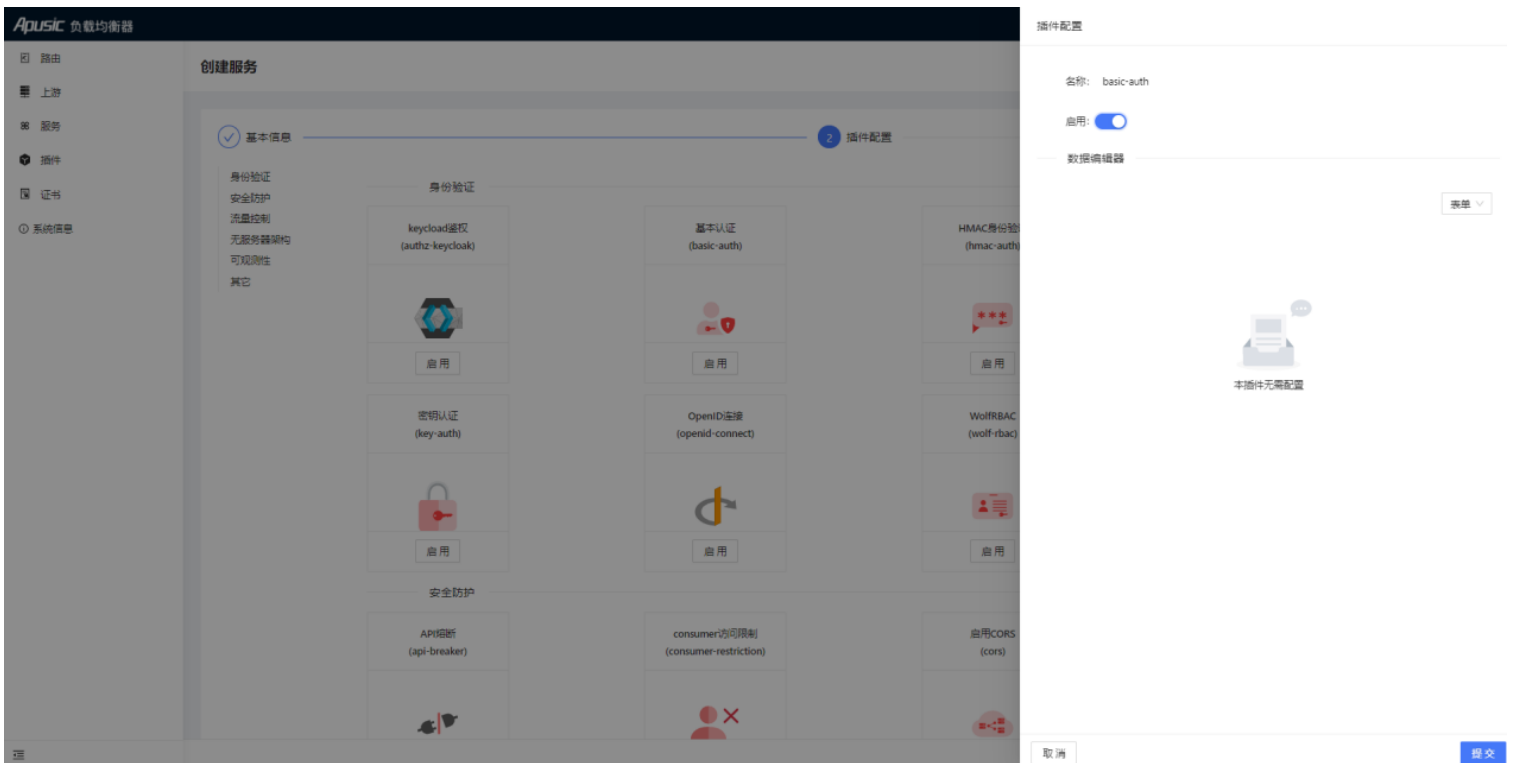 Apusic 负载均衡器
路由
上游
服务
插件
证书
系统信息
创建服务
基本信息
2 插件配置
身份验证
安全防护
流量控制
无服务器架构
可观测性
其它
身份验证
keycload鉴权
(authz-keycloak)
启用
基本认证
(basic-auth)
启用
HMAC身份验
(hmac-auth)
启用
密钥认证
(key-auth)
启用
OpenID连接
(openid-connect)
启用
WolfRBAC
(wolf-rbac)
启用
安全防护
API熔断
(api-breaker)
consumer访问限制
(consumer-restriction)
启用CORS
(cors)
插件配置
名称: basic-auth
启用:
数据编辑器
表单
本插件无需配置
取消
提交